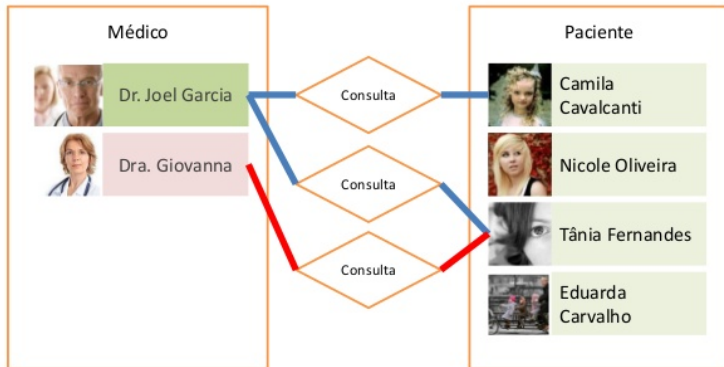 Médico
Paciente
Dr. Joel Garcia
Consulta
Camila
Cavalcanti
Dra. Giovanna
Nicole Oliveira
Consulta
Tânia Fernandes
Consulta
Eduarda
Carvalho